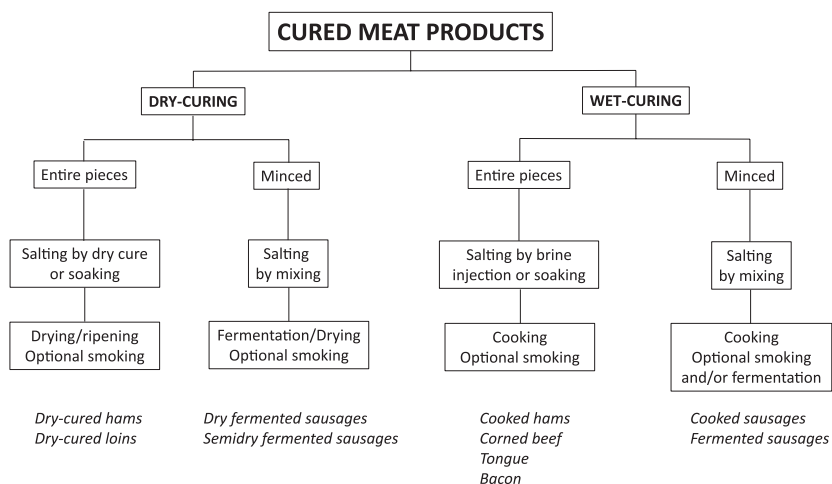 CURED MEAT PRODUCTS
DRY-CURING
WET-CURING
Entire pieces
Minced
Entire pieces
Minced
Salting by dry cure
or soaking
Salting
by mixing
Salting by brine
injection or soaking
Salting
by mixing
Drying/ripening
Optional smoking
Fermentation/Drying
Optional smoking
Cooking
Optional smoking
Cooking
Optional smoking
and/or fermentation
Dry-cured hams
Dry-cured loins
Dry fermented sausages
Semidry fermented sausages
Cooked hams
Corned beef
Tongue
Bacon
Cooked sausages
Fermented sausages